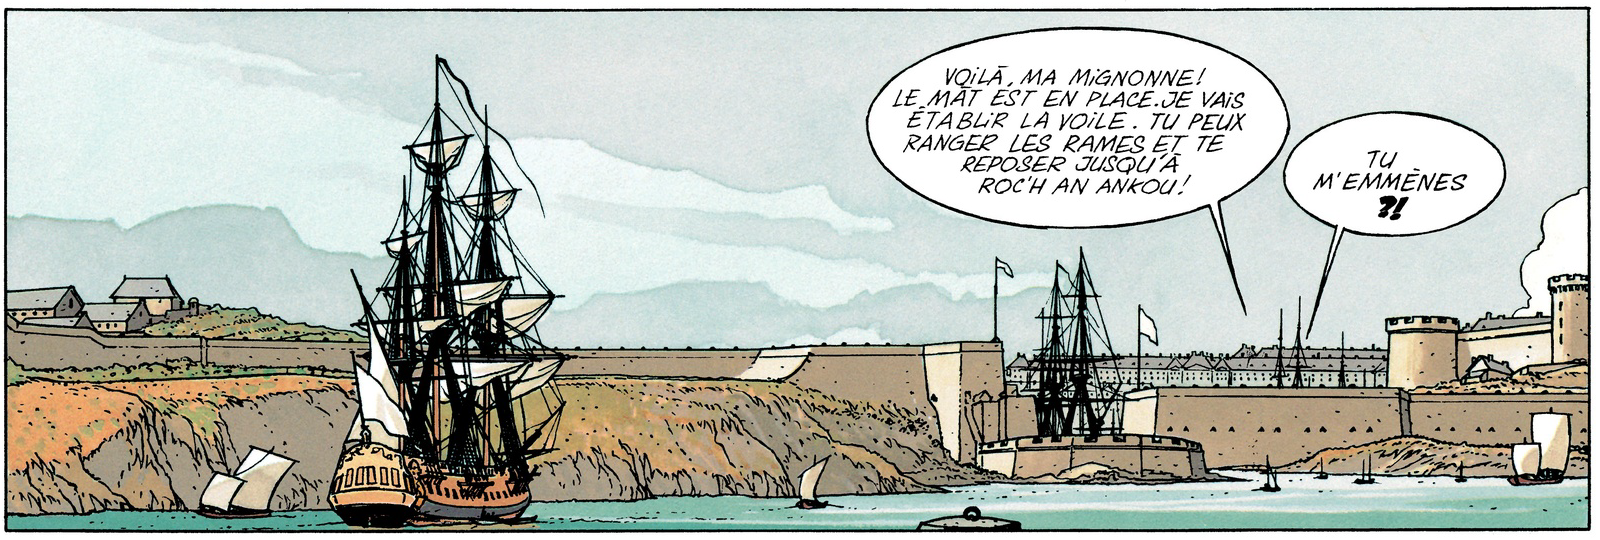 VOILÀ, MA MIGNONNE!
LE MÂT EST EN PLACE. JE VAIS
ÉTABLIR LA VOILE. TU PEUX
RANGER LES RAMES ET TE
REPOSER JUSQU'À
ROC'H AN ANKOU!
TU
M'EMMÈNES
?!